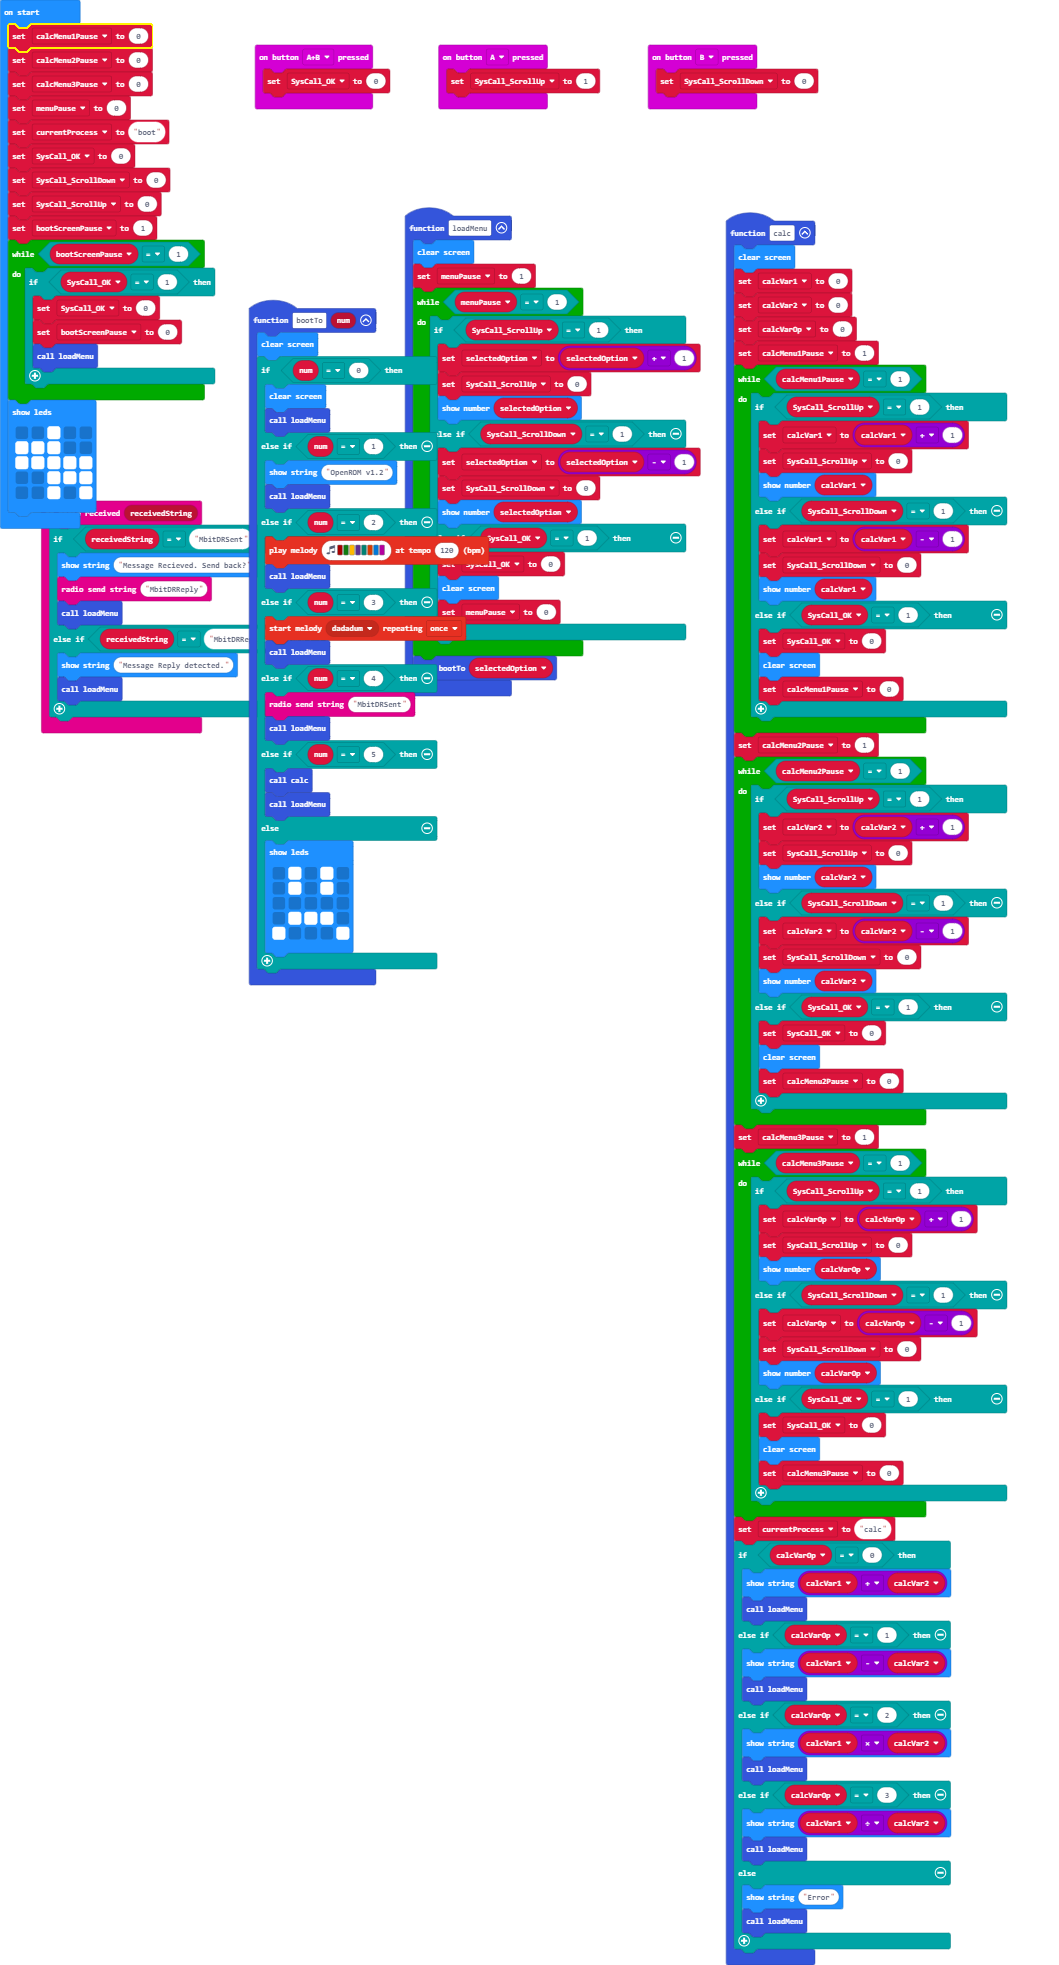 on start
set calcMenu1Pause to 0
set calcMenu2Pause to 0
set calcMenu3Pause to 0
set menuPause to 0
set currentProcess to "boot"
set SysCall_OK to 0
set SysCall_ScrollDown to 0
set SysCall_ScrollUp to 0
set bootScreenPause to 1
while bootScreenPause = 1
do
if SysCall_OK = 1 then
set SysCall_OK to 0
set bootScreenPause to 0
call loadMenu
show leds
received receivedString
if receivedString = "MbitDRSent"
show string "Message Recieved. Send back?"
radio send string "MbitDRReply"
call loadMenu
else if receivedString = "MbitDRRe
show string "Message Reply detected."
call loadMenu
on button A+B pressed
set SysCall_OK to 0
on button A pressed
set SysCall_ScrollUp to 1
on button B pressed
set SysCall_ScrollDown to 0
function bootTo num
clear screen
if num = 0 then
clear screen
call loadMenu
else if num = 1 then
show string "OpenROM v1.2"
call loadMenu
else if num = 2 then
play melody at tempo 120 (bpm)
call loadMenu
else if num = 3 then
start melody dadadum repeating once
call loadMenu
else if num = 4 then
radio send string "MbitDRSent"
call loadMenu
else if num = 5 then
call calc
call loadMenu
else
show leds
function loadMenu
clear screen
set menuPause to 1
while menuPause = 1
do
if SysCall_ScrollUp = 1 then
set selectedOption to selectedOption + 1
set SysCall_ScrollUp to 0
show number selectedOption
else if SysCall_ScrollDown = 1 then
set selectedOption to selectedOption - 1
set SysCall_ScrollDown to 0
show number selectedOption
SysCall_OK = 1 then
set SysCall_OK to 0
clear screen
set menuPause to 0
bootTo selectedOption
function calc
clear screen
set calcVar1 to 0
set calcVar2 to 0
set calcVarOp to 0
set calcMenu1Pause to 1
while calcMenu1Pause = 1
do
if SysCall_ScrollUp = 1 then
set calcVar1 to calcVar1 + 1
set SysCall_ScrollUp to 0
show number calcVar1
else if SysCall_ScrollDown = 1 then
set calcVar1 to calcVar1 - 1
set SysCall_ScrollDown to 0
show number calcVar1
else if SysCall_OK = 1 then
set SysCall_OK to 0
clear screen
set calcMenu1Pause to 0
set calcMenu2Pause to 1
while calcMenu2Pause = 1
do
if SysCall_ScrollUp = 1 then
set calcVar2 to calcVar2 + 1
set SysCall_ScrollUp to 0
show number calcVar2
else if SysCall_ScrollDown = 1 then
set calcVar2 to calcVar2 - 1
set SysCall_ScrollDown to 0
show number calcVar2
else if SysCall_OK = 1 then
set SysCall_OK to 0
clear screen
set calcMenu2Pause to 0
set calcMenu3Pause to 1
while calcMenu3Pause = 1
do
if SysCall_ScrollUp = 1 then
set calcVarOp to calcVarOp + 1
set SysCall_ScrollUp to 0
show number calcVarOp
else if SysCall_ScrollDown = 1 then
set calcVarOp to calcVarOp - 1
set SysCall_ScrollDown to 0
show number calcVarOp
else if SysCall_OK = 1 then
set SysCall_OK to 0
clear screen
set calcMenu3Pause to 0
set currentProcess to "calc"
if calcVarOp = 0 then
show string calcVar1 + calcVar2
call loadMenu
else if calcVarOp = 1 then
show string calcVar1 - calcVar2
call loadMenu
else if calcVarOp = 2 then
show string calcVar1 × calcVar2
call loadMenu
else if calcVarOp = 3 then
show string calcVar1 ÷ calcVar2
call loadMenu
else
show string "Error"
call loadMenu